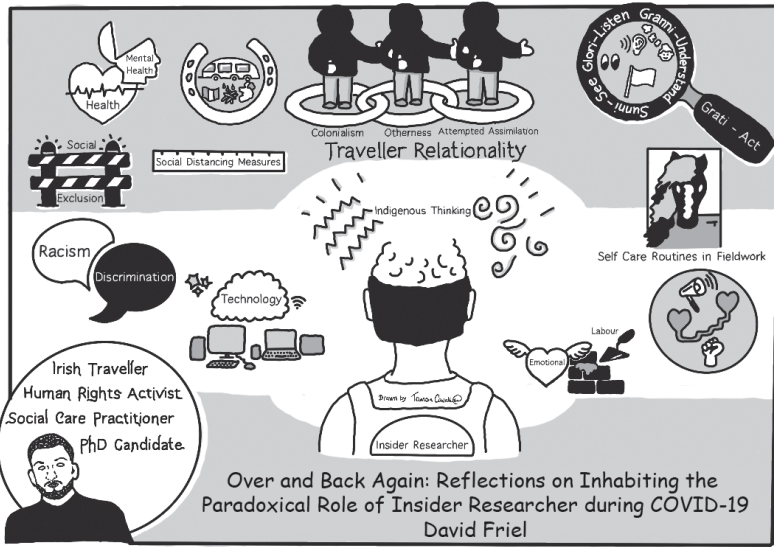 Mental
Health
Health
Sunni-See Glori-Listen Granni-Understand
Grati - Act
Colonialism
Otherness
Attempted Assimilation
Traveller Relationality
Social
Exclusion
Social Distancing Measures
Indigenous Thinking
Self Care Routines in Fieldwork
Racism
Discrimination
Technology
Emotional
Labour
Drawn by
Insider Researcher
Irish Traveller
Human Rights Activist
Social Care Practitioner
PhD Candidate
Over and Back Again: Reflections on Inhabiting the
Paradoxical Role of Insider Researcher during COVID-19
David Friel